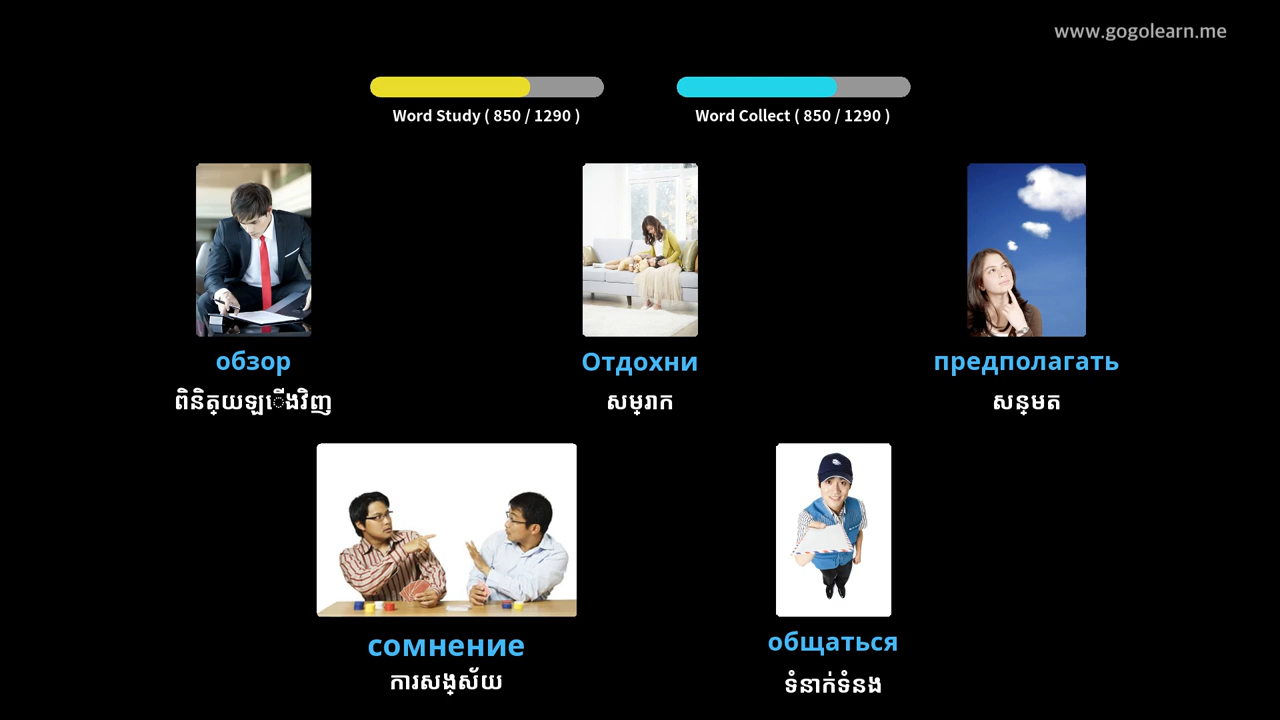 www.gogolearn.me
Word Study ( 850 / 1290 )
Word Collect ( 850 / 1290 )
обзор
Отдохни
предполагать
ពិនិត្យឡើងវិញ
សម្រាក
សន្មត
сомнение
общаться
ការសង្ស័យ
ទំនាក់ទំនង